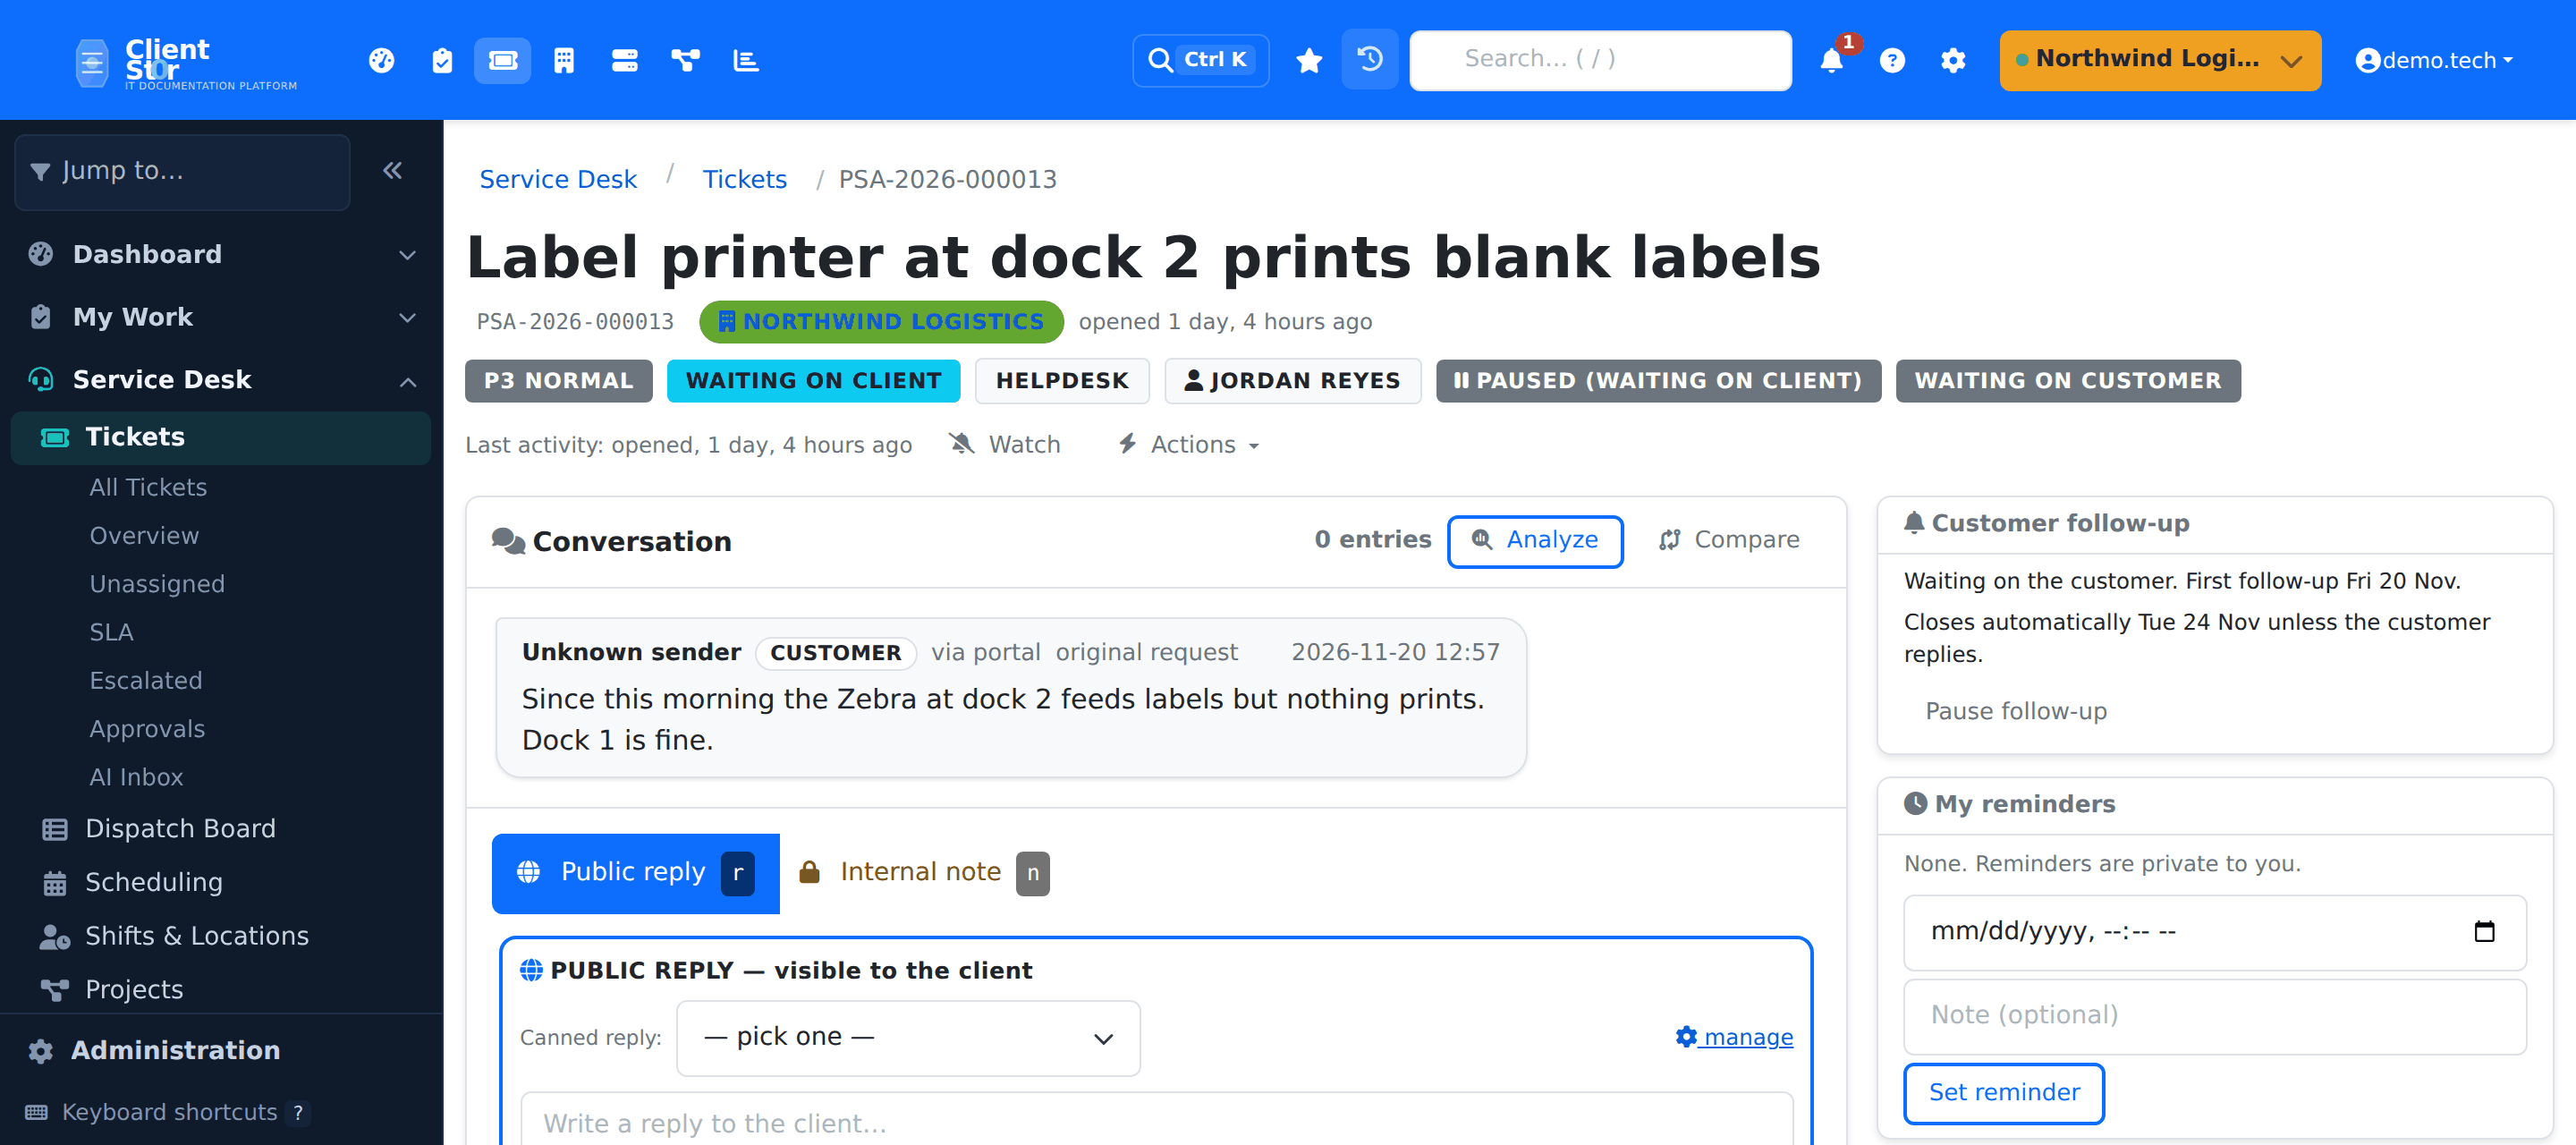 Client
St0r
IT DOCUMENTATION PLATFORM
Ctrl K
Search... ( / )
1
Northwind Logi...
demo.tech
Jump to...
Dashboard
My Work
Service Desk
Tickets
All Tickets
Overview
Unassigned
SLA
Escalated
Approvals
AI Inbox
Dispatch Board
Scheduling
Shifts & Locations
Projects
Administration
Keyboard shortcuts ?
Service Desk / Tickets / PSA-2026-000013
Label printer at dock 2 prints blank labels
PSA-2026-000013 NORTHWIND LOGISTICS opened 1 day, 4 hours ago
P3 NORMAL WAITING ON CLIENT HELPDESK JORDAN REYES PAUSED (WAITING ON CLIENT) WAITING ON CUSTOMER
Last activity: opened, 1 day, 4 hours ago Watch Actions
Conversation 0 entries Analyze Compare
Unknown sender CUSTOMER via portal original request 2026-11-20 12:57
Since this morning the Zebra at dock 2 feeds labels but nothing prints.
Dock 1 is fine.
Public reply r Internal note n
PUBLIC REPLY — visible to the client
Canned reply: — pick one — manage
Write a reply to the client...
Customer follow-up
Waiting on the customer. First follow-up Fri 20 Nov.
Closes automatically Tue 24 Nov unless the customer
replies.
Pause follow-up
My reminders
None. Reminders are private to you.
mm/dd/yyyy, --:-- --
Note (optional)
Set reminder